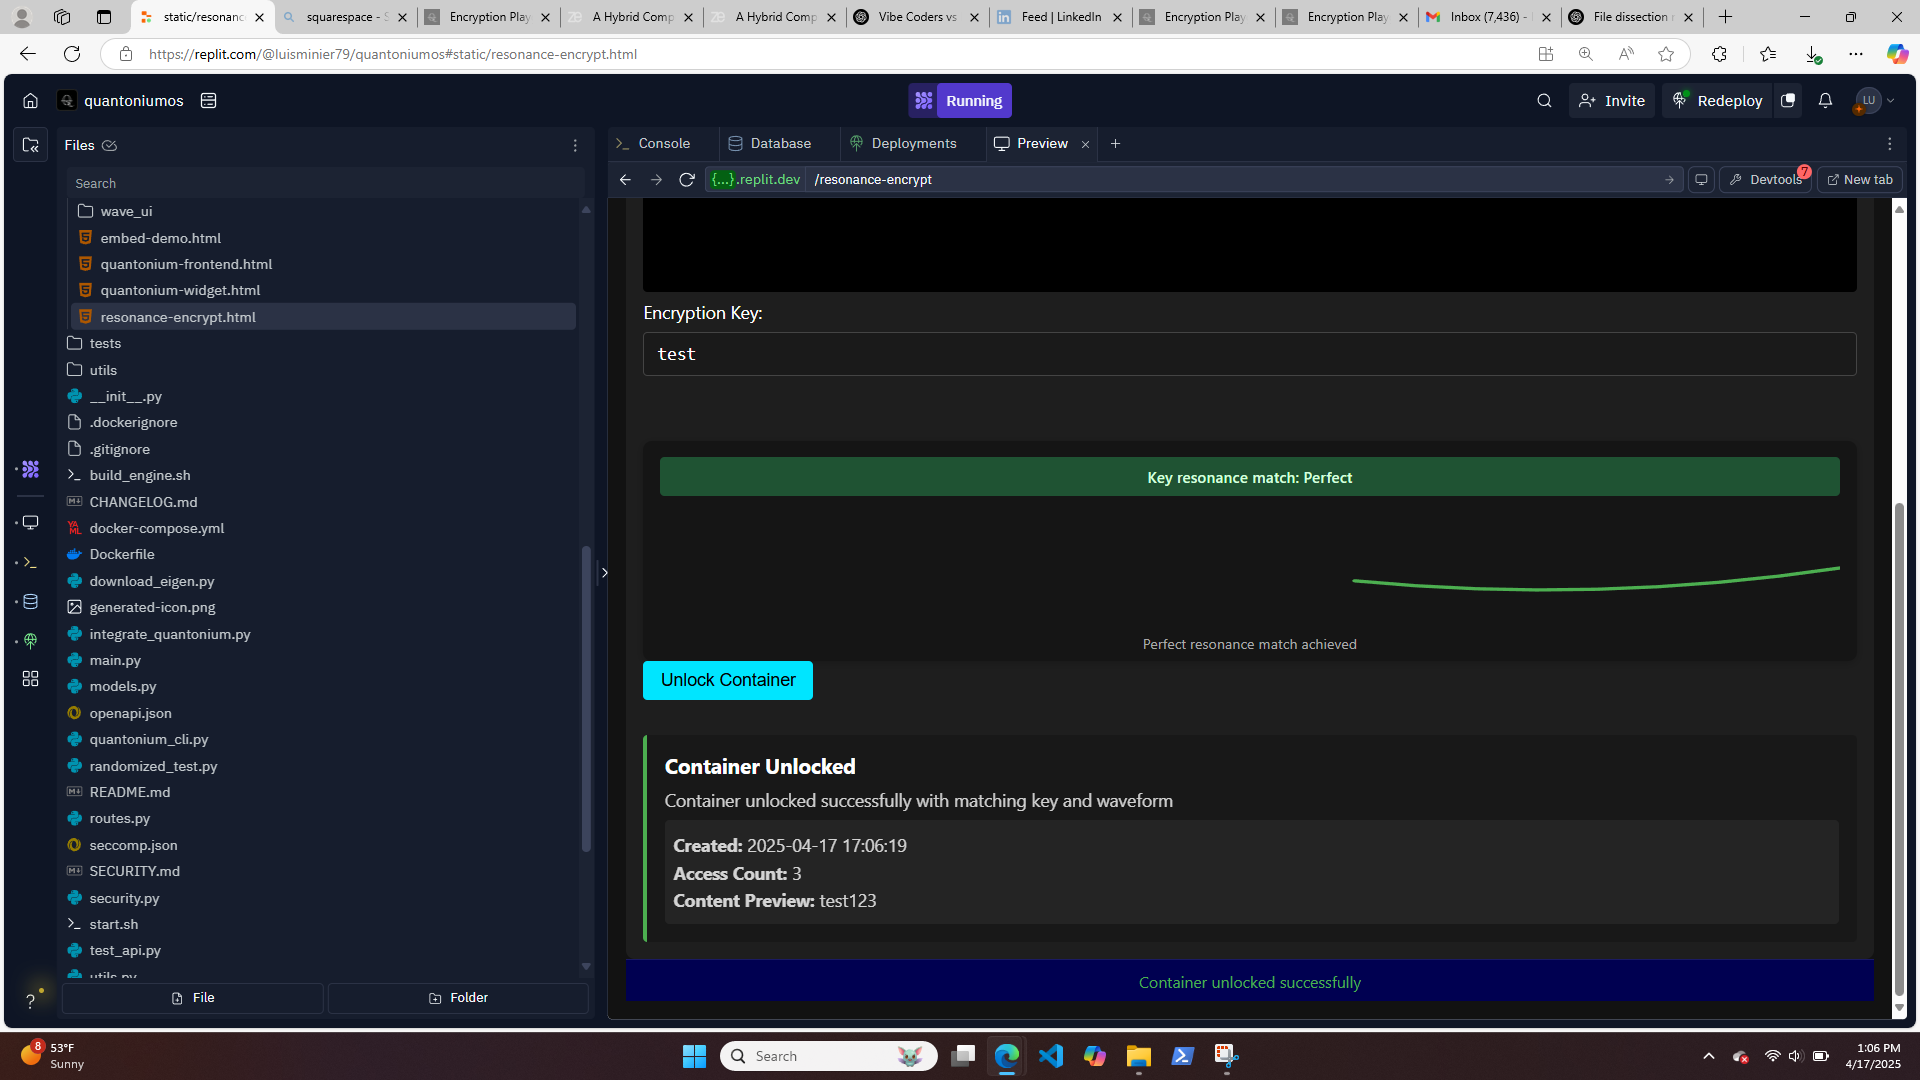 static/resonanc
squarespace - S
Encryption Play
A Hybrid Comp
A Hybrid Comp
Vibe Coders vs
Feed | LinkedIn
Encryption Play
Encryption Play
Inbox (7,436) -
File dissection
https://replit.com/@luisminier79/quantoniumos#static/resonance-encrypt.html
quantoniumos
Running
Invite
Redeploy
LU
Files
Console
Database
Deployments
Preview
Search
{...}.replit.dev
/resonance-encrypt
Devtools
7
New tab
wave_ui
embed-demo.html
quantonium-frontend.html
quantonium-widget.html
resonance-encrypt.html
tests
utils
__init__.py
.dockerignore
.gitignore
build_engine.sh
CHANGELOG.md
docker-compose.yml
Dockerfile
download_eigen.py
generated-icon.png
integrate_quantonium.py
main.py
models.py
openapi.json
quantonium_cli.py
randomized_test.py
README.md
routes.py
seccomp.json
SECURITY.md
security.py
start.sh
test_api.py
utils.py
File
Folder
Encryption Key:
test
Key resonance match: Perfect
Perfect resonance match achieved
Unlock Container
Container Unlocked
Container unlocked successfully with matching key and waveform
Created: 2025-04-17 17:06:19
Access Count: 3
Content Preview: test123
Container unlocked successfully
8
53°F
Sunny
Search
1:06 PM
4/17/2025